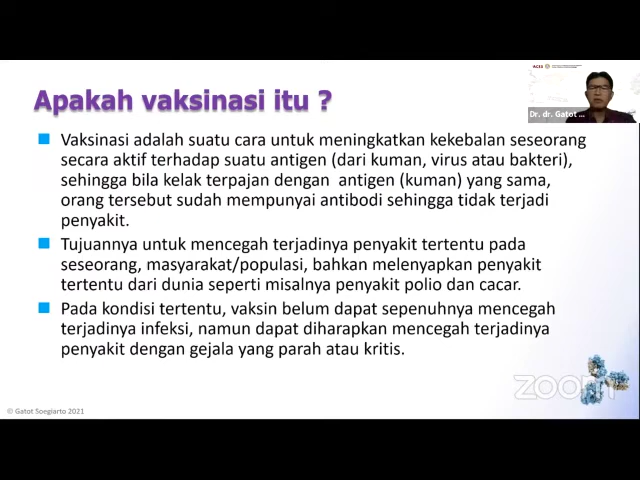 ACES
Dr. dr. Gatot ...
Apakah vaksinasi itu ?
Vaksinasi adalah suatu cara untuk meningkatkan kekebalan seseorang
secara aktif terhadap suatu antigen (dari kuman, virus atau bakteri),
sehingga bila kelak terpajan dengan antigen (kuman) yang sama,
orang tersebut sudah mempunyai antibodi sehingga tidak terjadi
penyakit.
Tujuannya untuk mencegah terjadinya penyakit tertentu pada
seseorang, masyarakat/populasi, bahkan melenyapkan penyakit
tertentu dari dunia seperti misalnya penyakit polio dan cacar.
Pada kondisi tertentu, vaksin belum dapat sepenuhnya mencegah
terjadinya infeksi, namun dapat diharapkan mencegah terjadinya
penyakit dengan gejala yang parah atau kritis.
zoom
© Gatot Soegiarto 2021